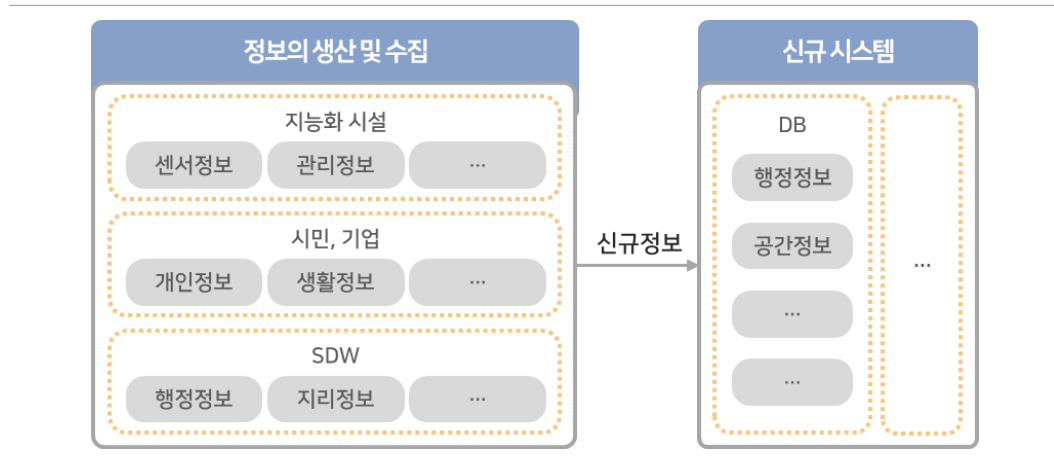 정보의 생산 및 수집
지능화 시설
센서정보 관리정보 ...
시민, 기업
개인정보 생활정보 ...
SDW
행정정보 지리정보 ...
신규정보
신규 시스템
DB
행정정보
공간정보
...
...
...